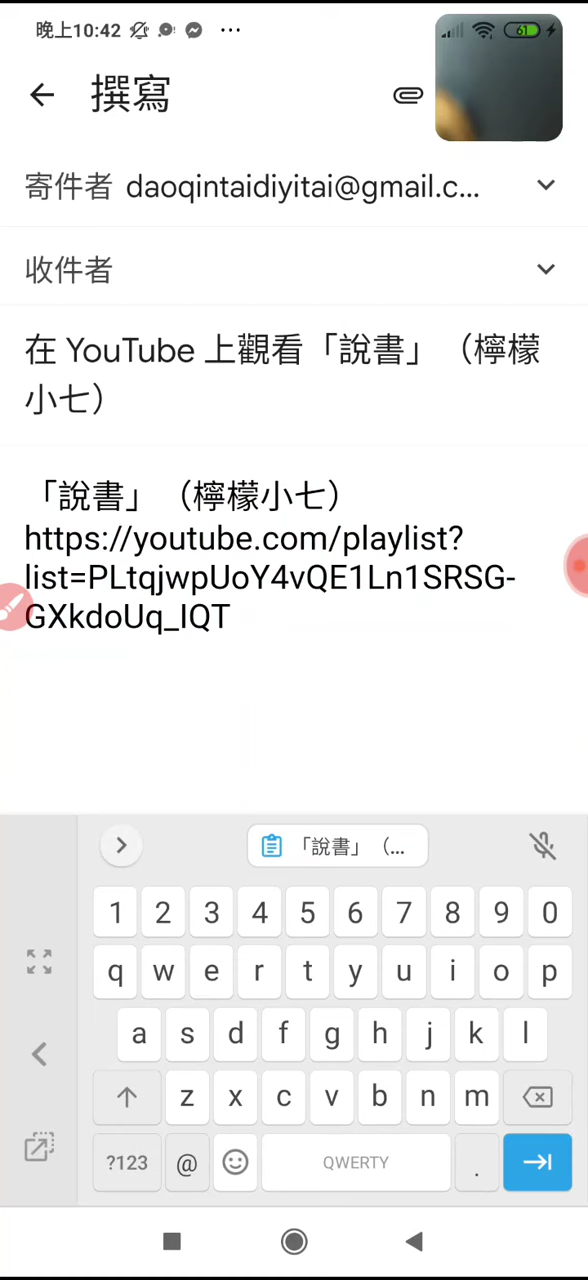 晚上10:42 ... 61
撰寫
寄件者 daoqintaidiyitai@gmail.c...
收件者
在 YouTube 上觀看「說書」（檸檬
小七）
「說書」（檸檬小七）
https://youtube.com/playlist?
list=PLtqjwpUoY4vQE1Ln1SRSG-
GXkdoUq_IQT
「說書」（...
1 2 3 4 5 6 7 8 9 0
q w e r t y u i o p
a s d f g h j k l
z x c v b n m
?123 @ QWERTY .